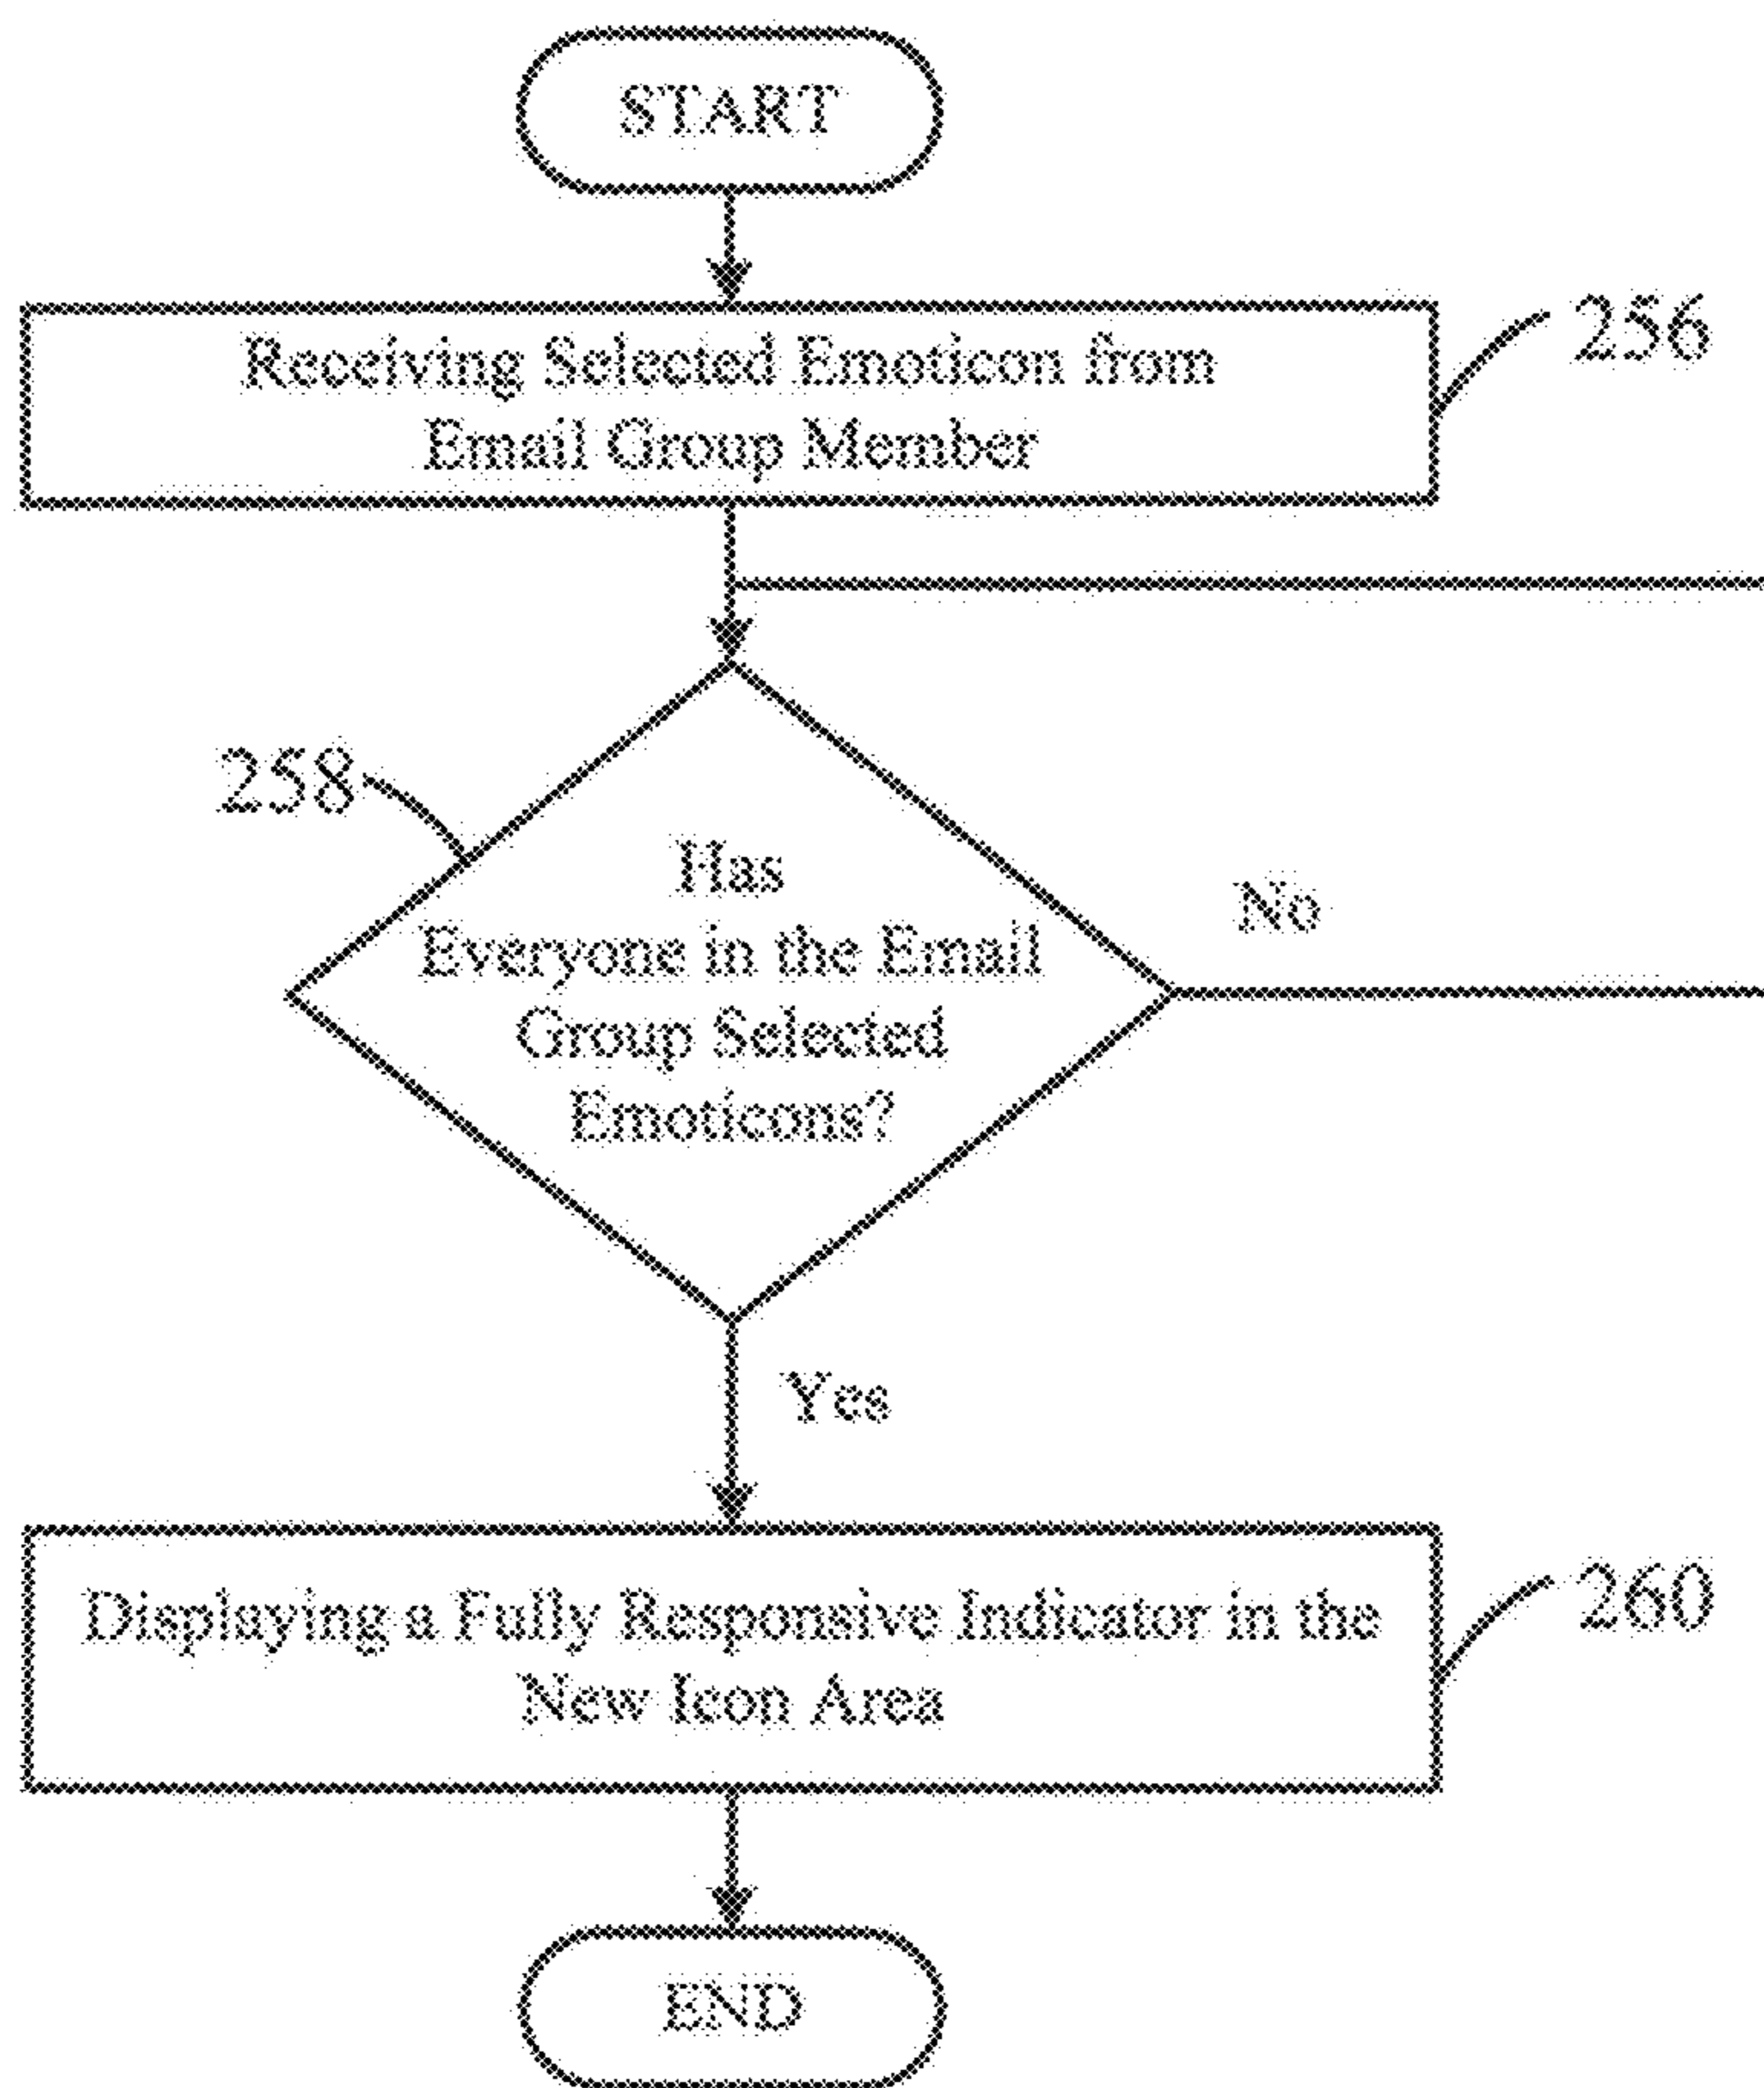 START
Receiving Selected Emoticon from
Email Group Member
256
258
Has
Everyone in the Email
Group Selected
Emoticons?
No
Yes
Displaying a Fully Responsive Indicator in the
New Icon Area
260
END